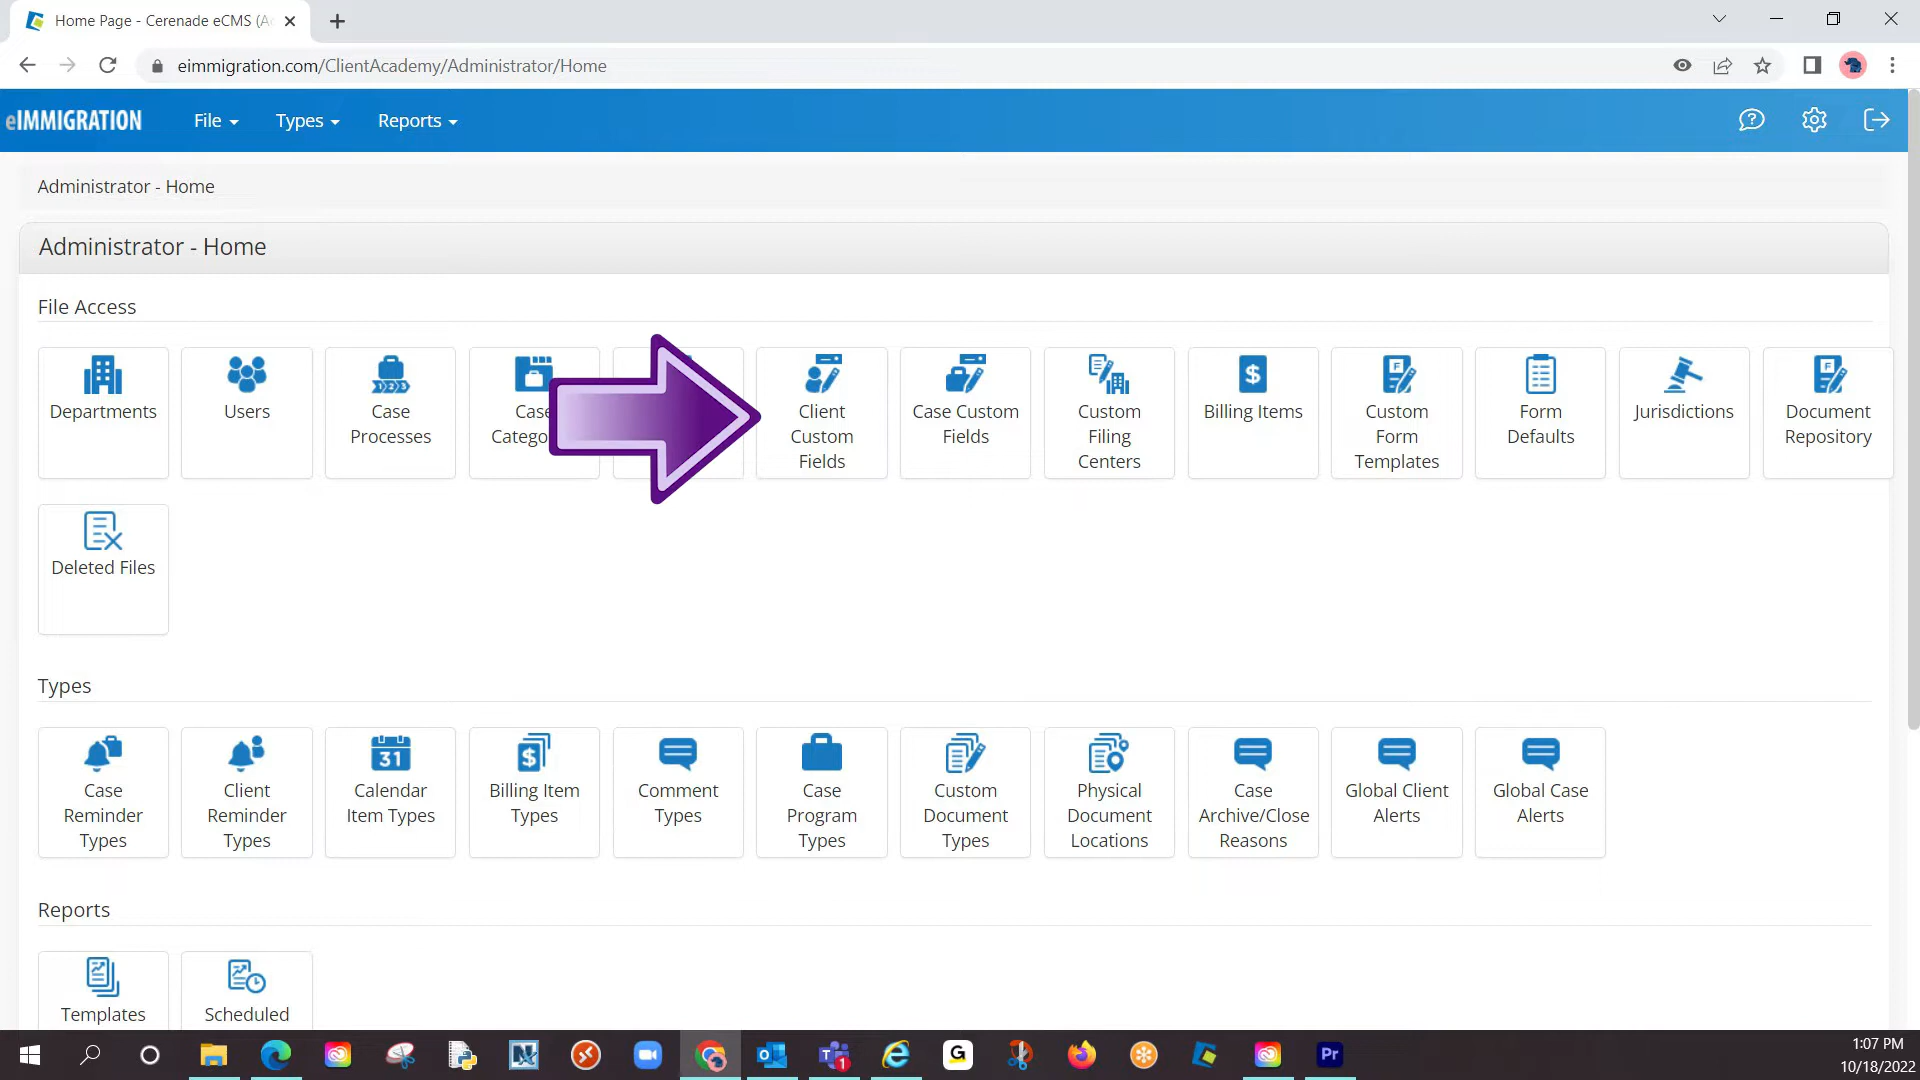 Home Page - Cerenade eCMS (A
eimmigration.com/ClientAcademy/Administrator/Home
eIMMIGRATION File Types Reports
Administrator - Home
Administrator - Home
File Access
Departments
Users
Case
Processes
Case
Catego
Client
Custom
Fields
Case Custom
Fields
Custom
Filing
Centers
Billing Items
Custom
Form
Templates
Form
Defaults
Jurisdictions
Document
Repository
Deleted Files
Types
Case
Reminder
Types
Client
Reminder
Types
31
Calendar
Item Types
Billing Item
Types
Comment
Types
Case
Program
Types
Custom
Document
Types
Physical
Document
Locations
Case
Archive/Close
Reasons
Global Client
Alerts
Global Case
Alerts
Reports
Templates
Scheduled
1:07 PM
10/18/2022